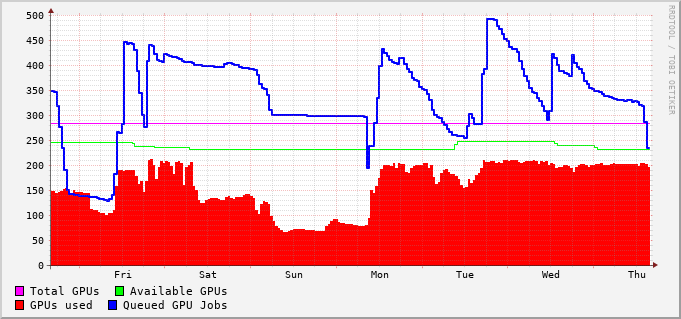 500
450
400
350
300
250
200
150
100
50
0
Fri Sat Sun Mon Tue Wed Thu
Total GPUs Available GPUs
GPUs used Queued GPU Jobs
RRDTOOL / TOBI OETIKER